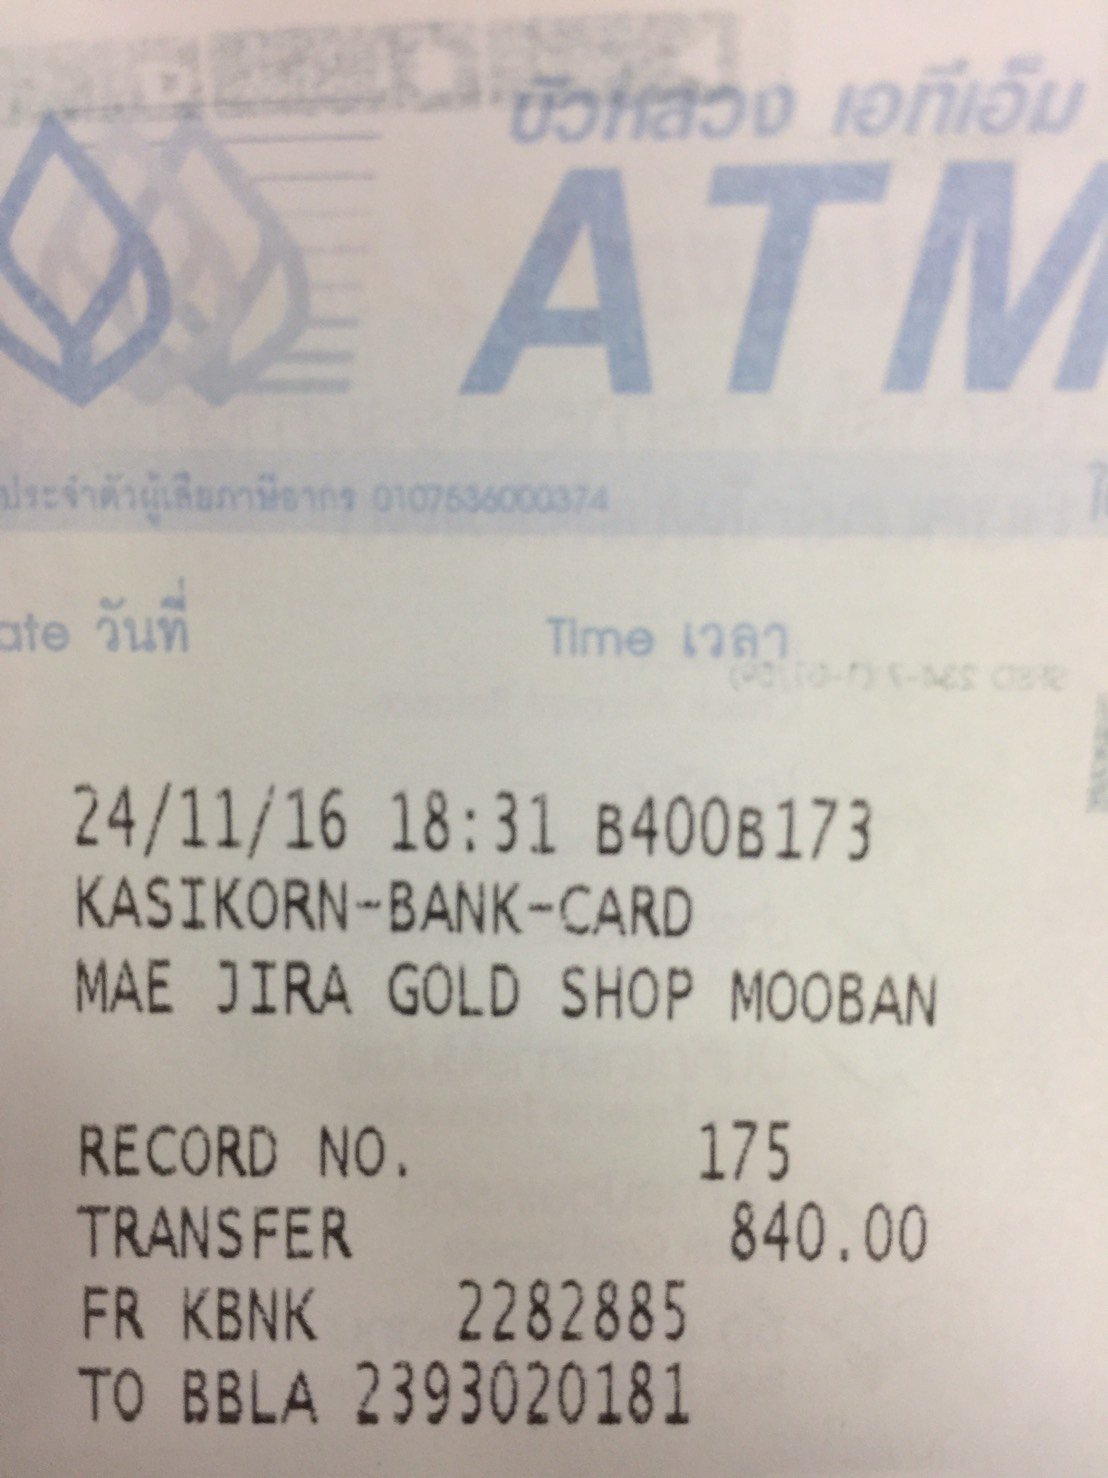 บัวหลวง เอทีเอ็ม
ATM
ประจำตัวผู้เสียภาษีอากร 0107536000374
ate วันที่
Time เวลา
24/11/16 18:31 B400B173
KASIKORN-BANK-CARD
MAE JIRA GOLD SHOP MOOBAN
RECORD NO. 175
TRANSFER 840.00
FR KBNK 2282885
TO BBLA 2393020181